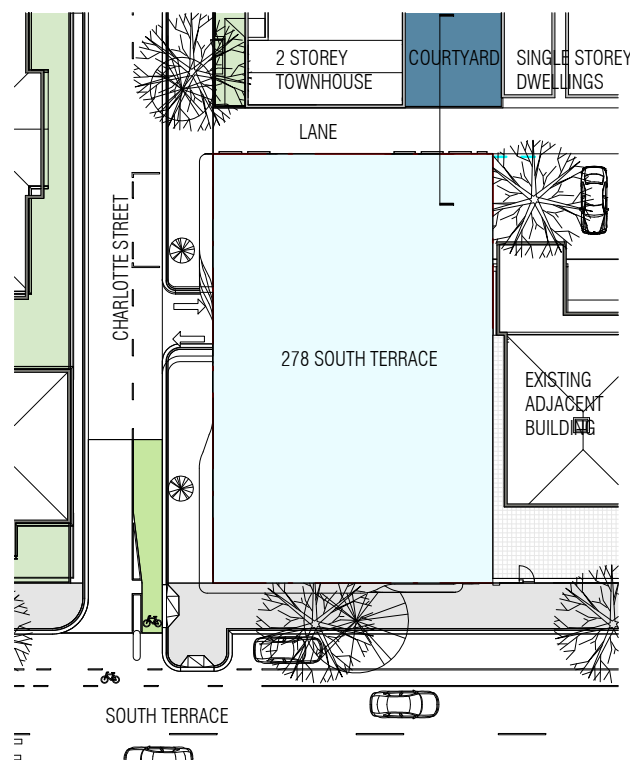 2 STOREY
TOWNHOUSE
COURTYARD
SINGLE STOREY
DWELLINGS
LANE
CHARLOTTE STREET
278 SOUTH TERRACE
EXISTING
ADJACENT
BUILDING
SOUTH TERRACE